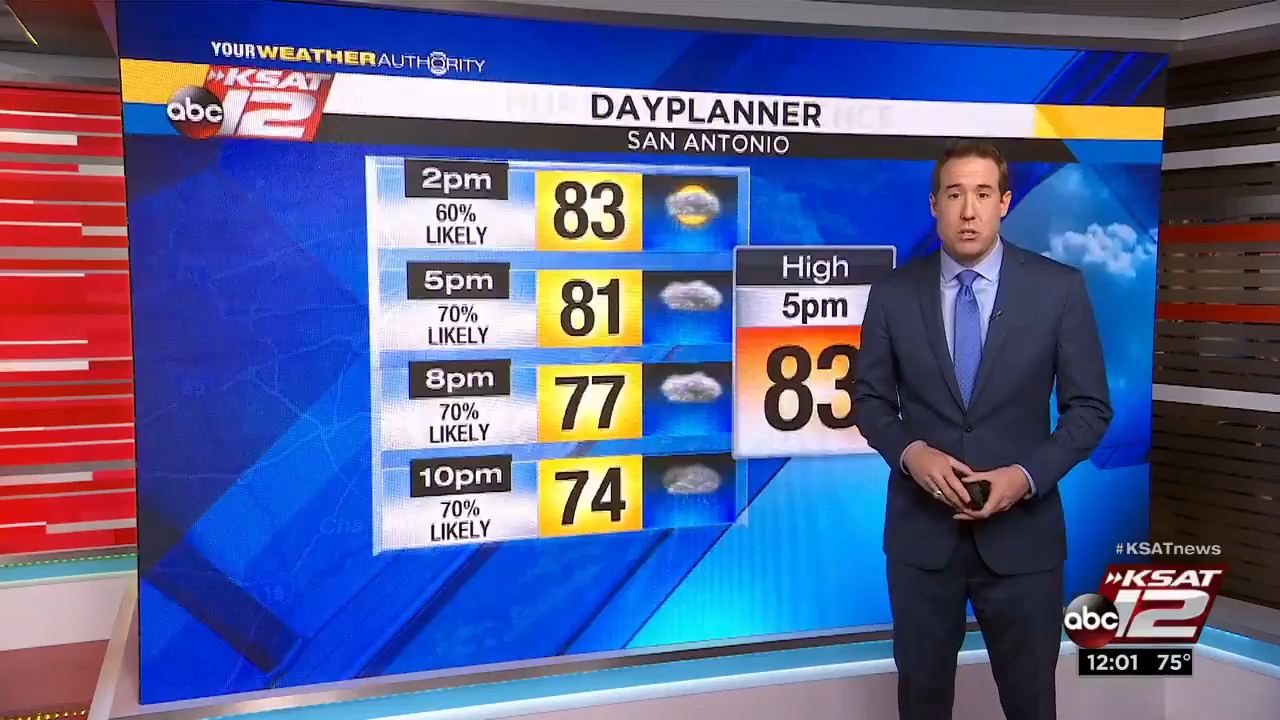 YOUR WEATHER AUTHORITY
KSAT
abc 12
DAYPLANNER
SAN ANTONIO
2pm
60%
LIKELY
83
5pm
70%
LIKELY
81
8pm
70%
LIKELY
77
10pm
70%
LIKELY
74
High
5pm
83
#KSATnews
KSAT
abc 12
12:01 75°